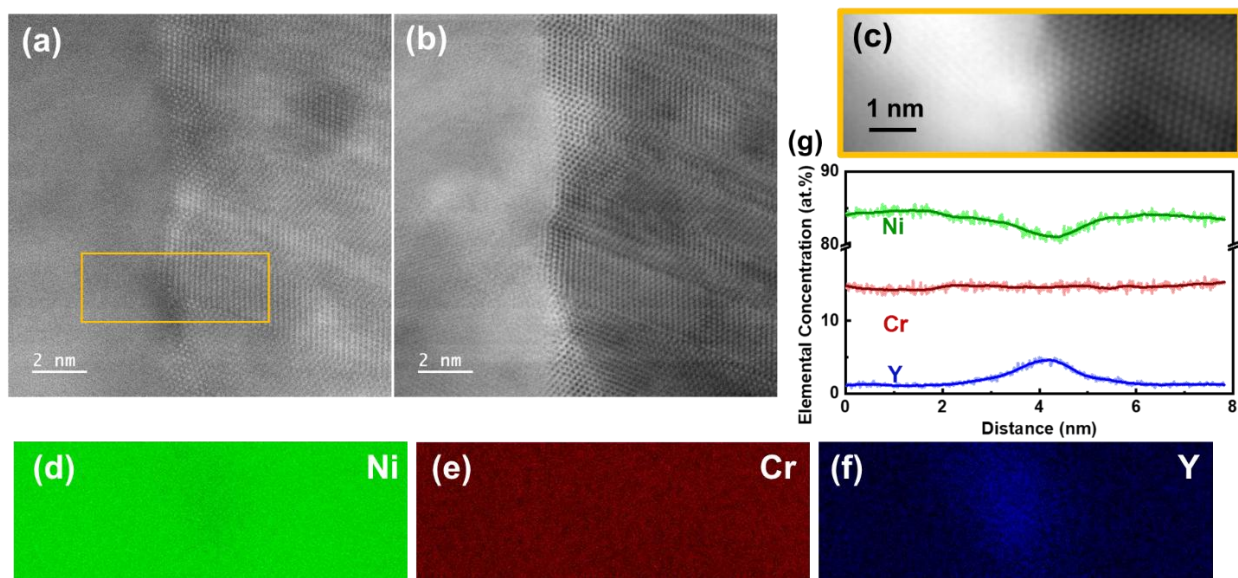 (a)
2 nm
(b)
2 nm
(c)
1 nm
(g)
Elemental Concentration (at.%)
90
80
10
0
Ni
Cr
Y
0 2 4 6 8
Distance (nm)
(d) Ni
(e) Cr
(f) Y